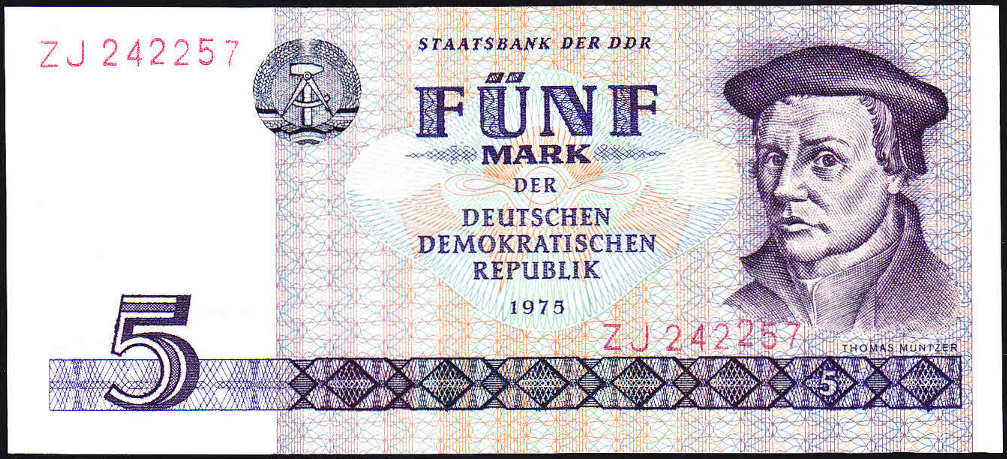 ZJ 242257
STAATSBANK DER DDR
FÜNF
MARK
DER
DEUTSCHEN
DEMOKRATISCHEN
REPUBLIK
1975
ZJ 242257
THOMAS MÜNTZER
5
5